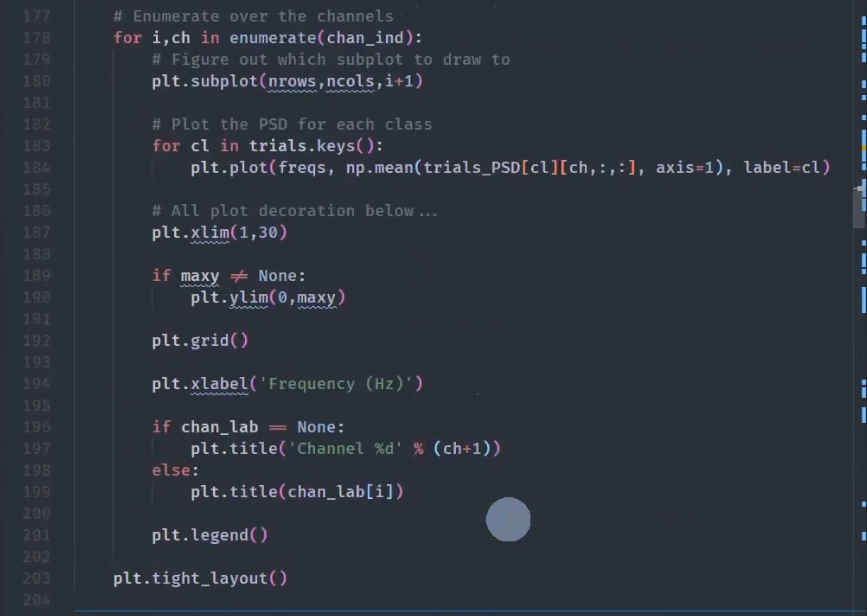 177 # Enumerate over the channels
178 for i,ch in enumerate(chan_ind):
179 # Figure out which subplot to draw to
180 plt.subplot(nrows,ncols,i+1)
181
182 # Plot the PSD for each class
183 for cl in trials.keys():
184 plt.plot(freqs, np.mean(trials_PSD[cl][ch,:,:], axis=1), label=cl)
185
186 # All plot decoration below...
187 plt.xlim(1,30)
188
189 if maxy != None:
190 plt.ylim(0,maxy)
191
192 plt.grid()
193
194 plt.xlabel('Frequency (Hz)')
195
196 if chan_lab == None:
197 plt.title('Channel %d' % (ch+1))
198 else:
199 plt.title(chan_lab[i])
200
201 plt.legend()
202
203 plt.tight_layout()
204